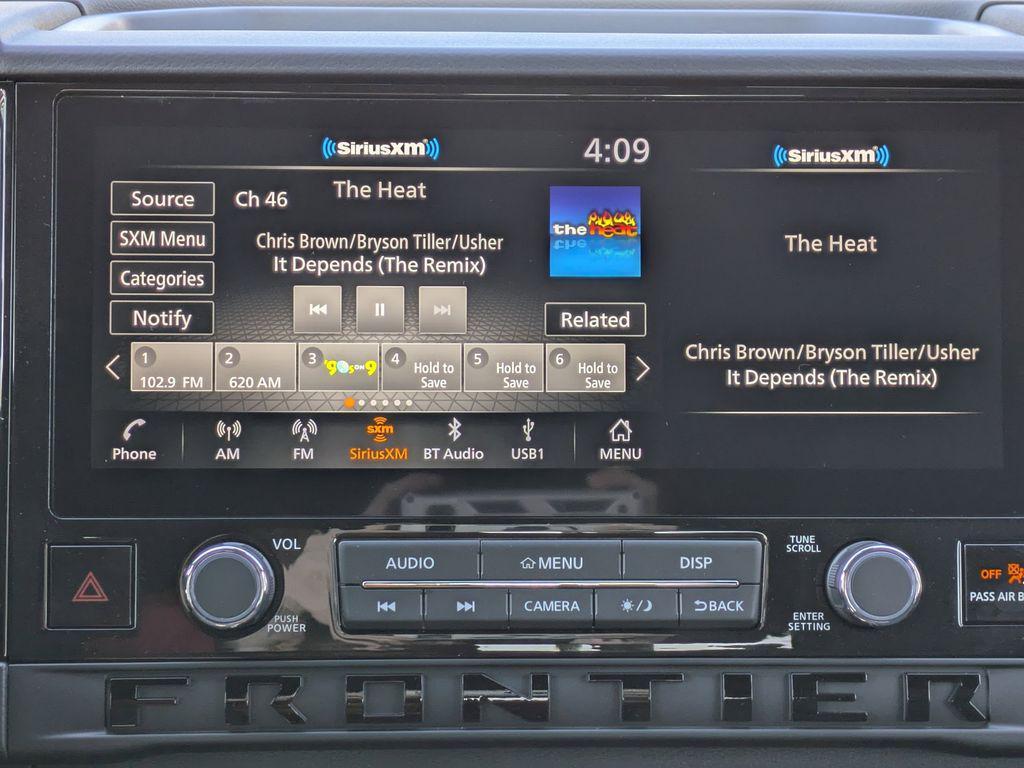 SiriusXM
4:09
SiriusXM
Source
Ch 46
The Heat
the heat
The Heat
SXM Menu
Chris Brown/Bryson Tiller/Usher
It Depends (The Remix)
Categories
Notify
Related
1
102.9 FM
2
620 AM
3
'90s on 9
4
Hold to
Save
5
Hold to
Save
6
Hold to
Save
Chris Brown/Bryson Tiller/Usher
It Depends (The Remix)
Phone
AM
FM
sxm
SiriusXM
BT Audio
USB1
MENU
VOL
PUSH
POWER
AUDIO
MENU
DISP
CAMERA
BACK
TUNE
SCROLL
ENTER
SETTING
OFF
PASS AIR B
FRONTIER